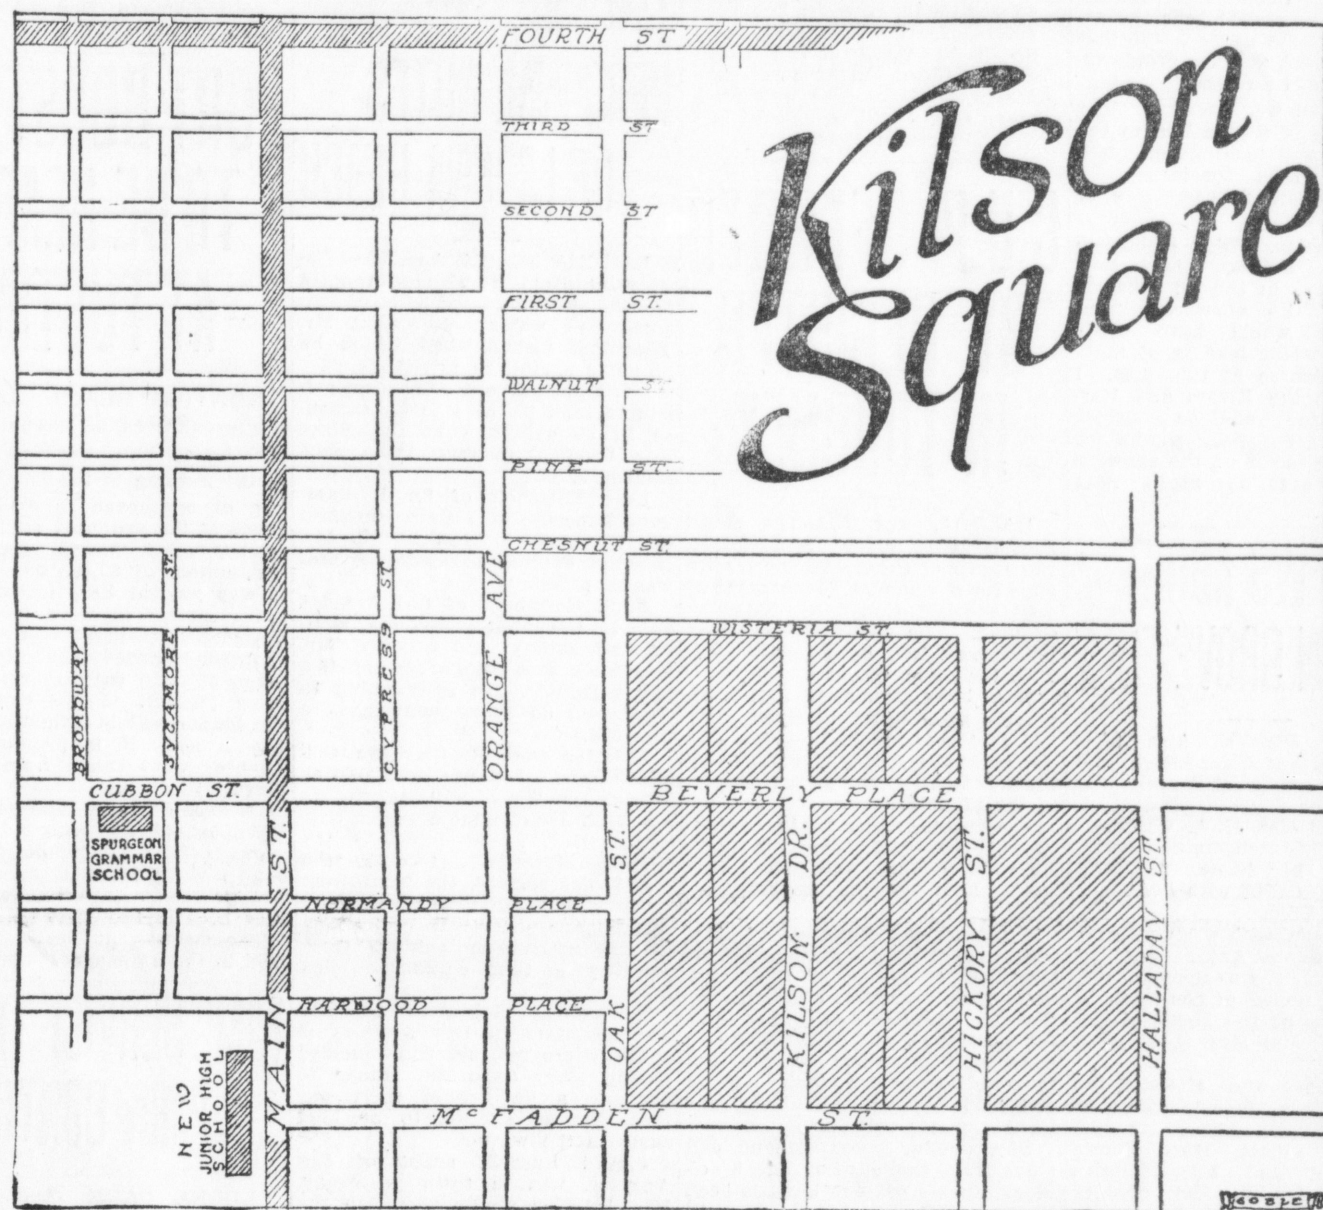 FOURTH ST
Kilson
Square
THIRD ST
SECOND ST
FIRST ST.
WALNUT ST.
PINE ST.
CHESNUT ST.
WISTERIA ST.
BROADWAY
SYCAMORE ST.
CYPRESS ST
ORANGE AVE
CUBBON ST.
BEVERLY PLACE
SPURGEON
GRAMMAR
SCHOOL
MAIN ST.
NORMANDY PLACE
HARWOOD PLACE
OAK ST.
KILSON DR.
HICKORY ST.
HALLADAY ST.
NEW
JUNIOR HIGH
SCHOOL
McFADDEN ST.
GOBLE